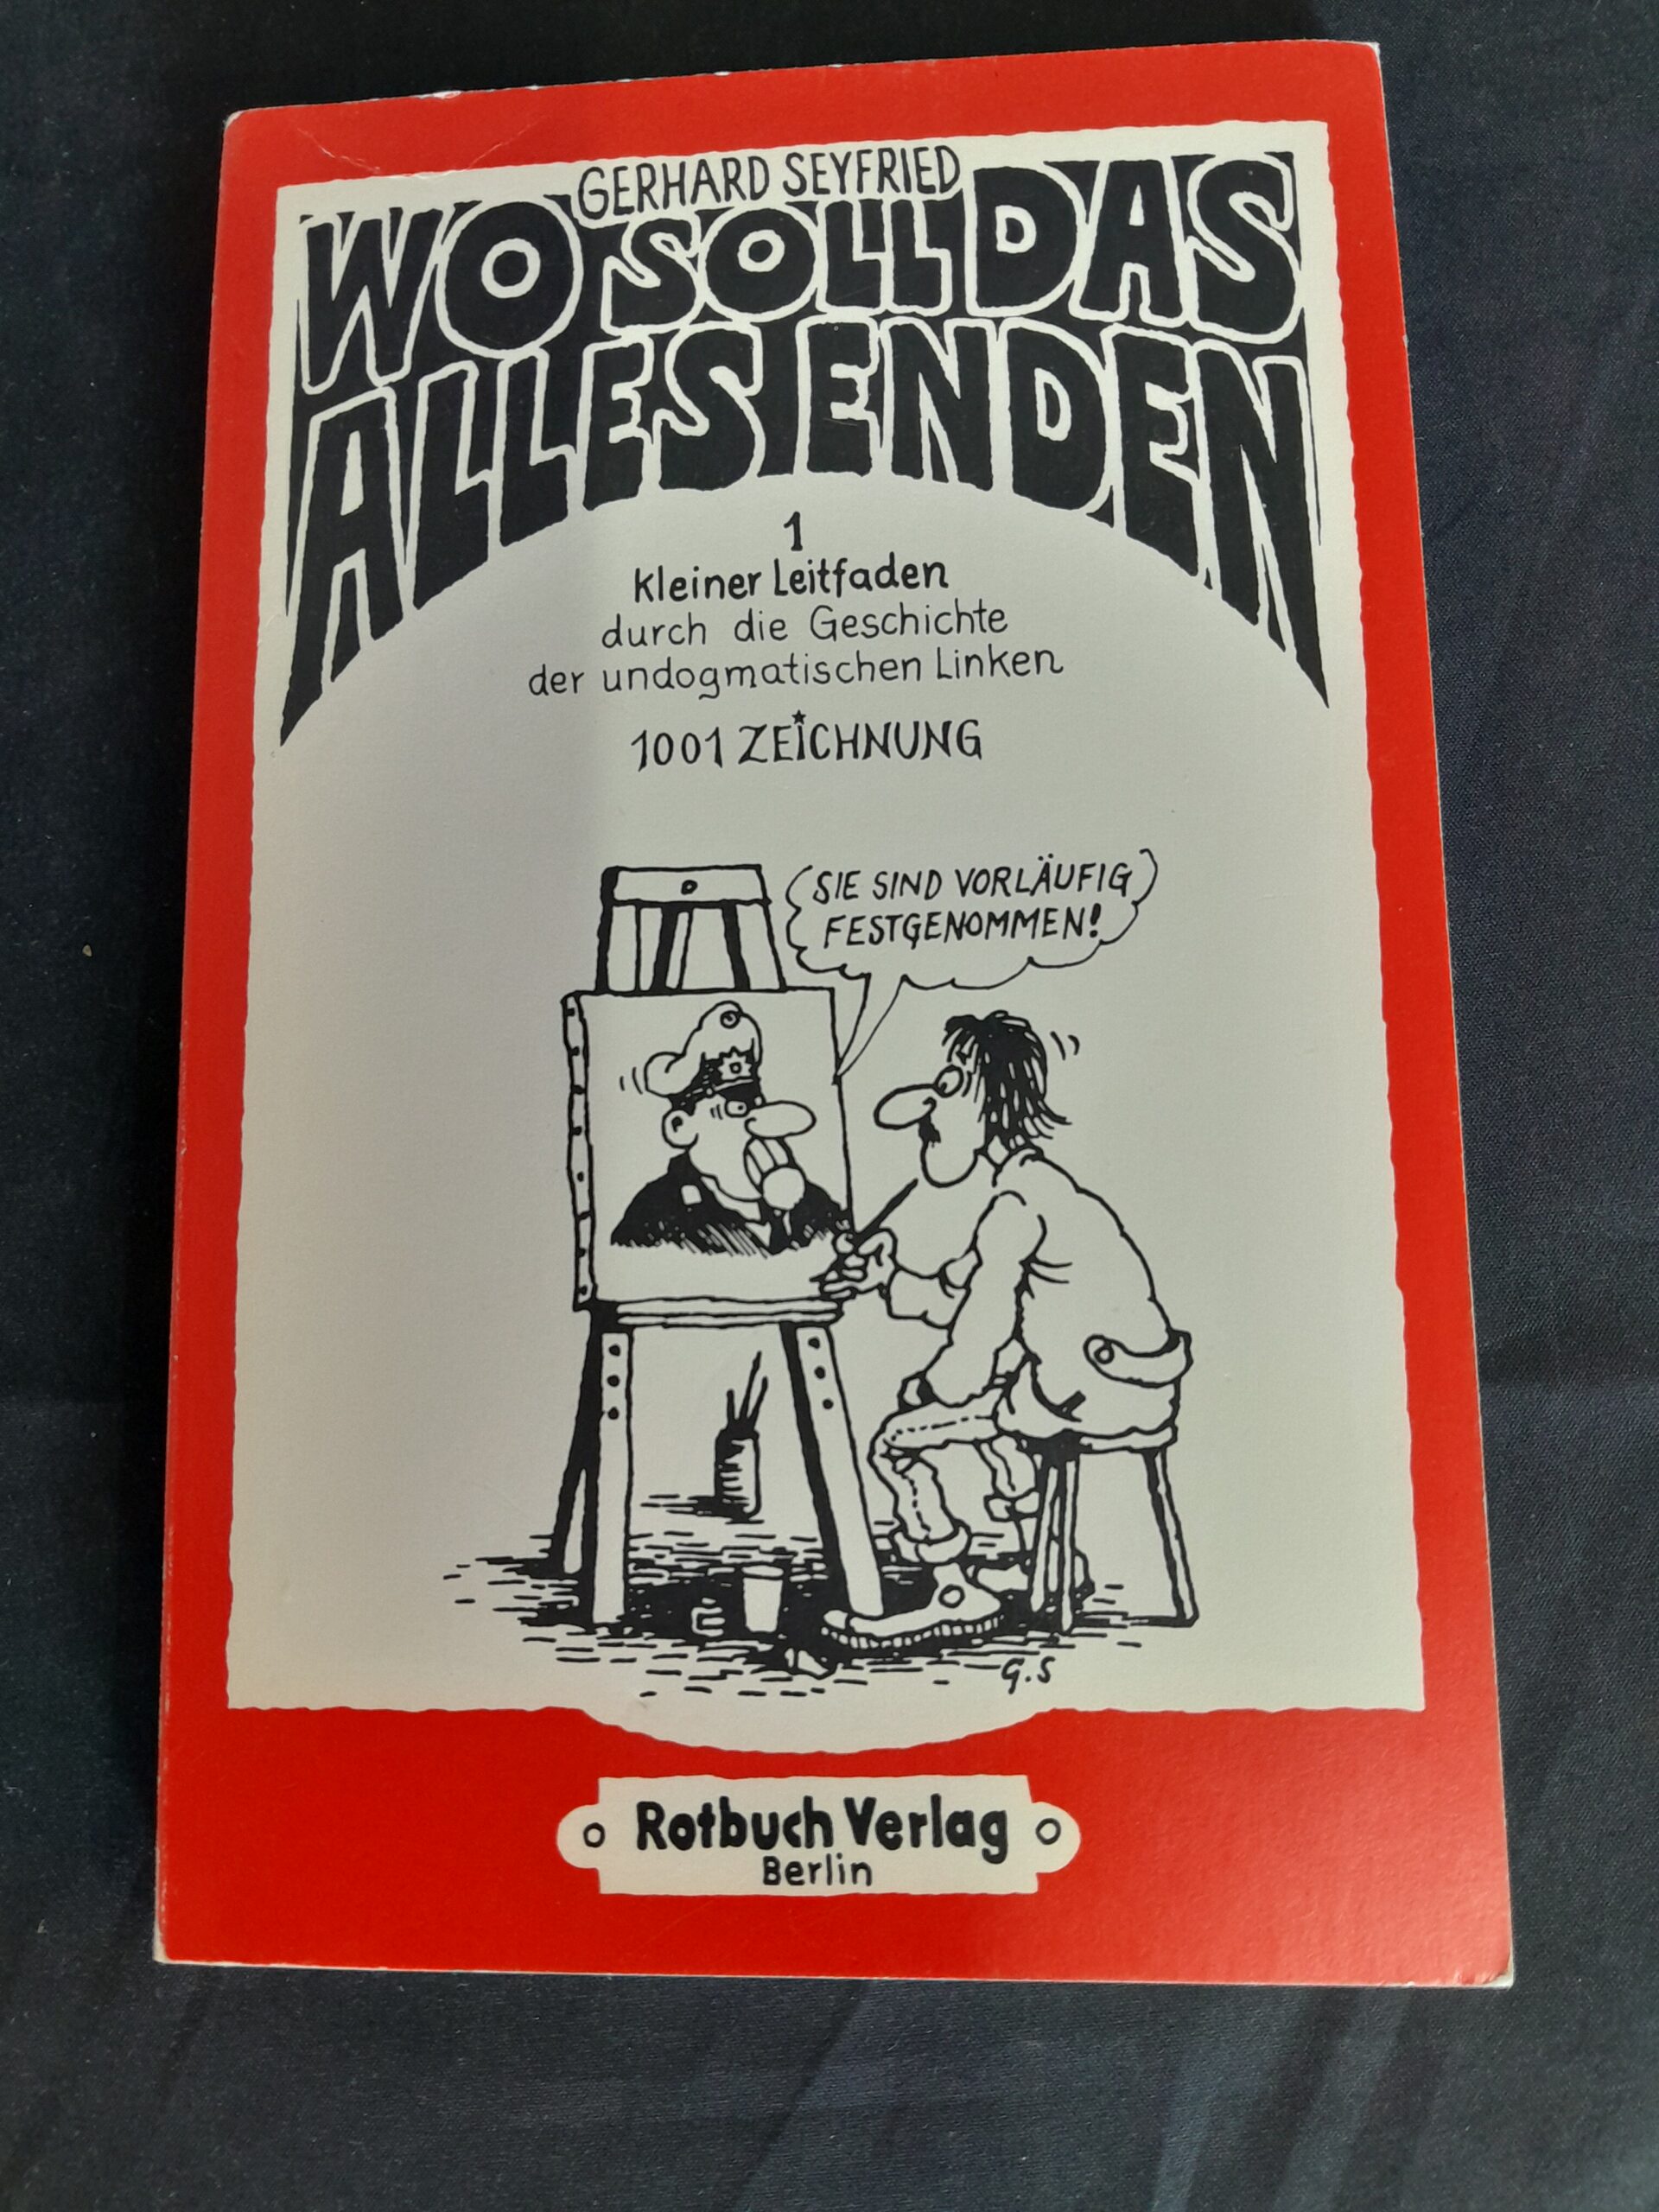 GERHARD SEYFRIED
WO SOLL DAS
ALLES ENDEN
1
kleiner Leitfaden
durch die Geschichte
der undogmatischen Linken
1001 ZEICHNUNG
SIE SIND VORLÄUFIG
FESTGENOMMEN!
G.S
Rotbuch Verlag
Berlin